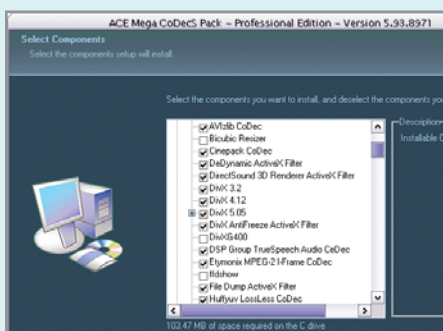 ACE Mega CoDecS Pack - Professional Edition - Version 5.93.8971
Select Components
Select the components setup will install.
Select the components you want to install, and deselect the components you
AVIzlib CoDec
Bicubic Resizer
Cinepack CoDec
DeDynamic ActiveX Filter
DirectSound 3D Renderer ActiveX Filter
DivX 3.2
DivX 4.12
DivX 5.05
DivX AntiFreeze ActiveX Filter
DivXG400
DSP Group TrueSpeech Audio CoDec
Etymonix MPEG-2 I-Frame CoDec
ffdshow
File Dump ActiveX Filter
Huffyuv LossLess CoDec
Description
Installable C
103.47 MB of space required on the C drive